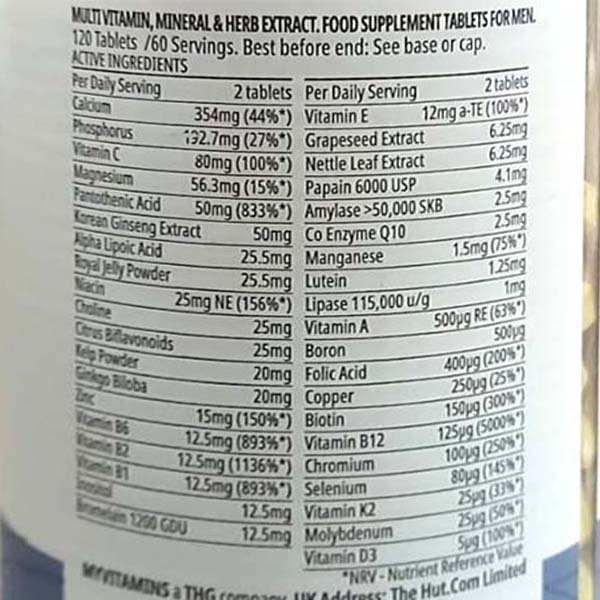 MULTIVITAMIN, MINERAL & HERB EXTRACT. FOOD SUPPLEMENT TABLETS FOR MEN.
120 Tablets /60 Servings. Best before end: See base or cap.
ACTIVE INGREDIENTS
Per Daily Serving 2 tablets
Calcium 354mg (44%*)
Phosphorus 192.7mg (27%*)
Vitamin C 80mg (100%*)
Magnesium 56.3mg (15%*)
Pantothenic Acid 50mg (833%*)
Korean Ginseng Extract 50mg
Alpha Lipoic Acid 25.5mg
Royal Jelly Powder 25.5mg
Niacin 25mg NE (156%*)
Choline 25mg
Citrus Biflavonoids 25mg
Kelp Powder 20mg
Ginkgo Biloba 20mg
Zinc 15mg (150%*)
Vitamin B6 12.5mg (893%*)
Vitamin B2 12.5mg (1136%*)
Vitamin B1 12.5mg (893%*)
Inositol 12.5mg
Bromelain 1200 GDU 12.5mg
Per Daily Serving 2 tablets
Vitamin E 12mg a-TE (100%*)
Grapeseed Extract 6.25mg
Nettle Leaf Extract 6.25mg
Papain 6000 USP 4.1mg
Amylase >50,000 SKB 2.5mg
Co Enzyme Q10 2.5mg
Manganese 1.5mg (75%*)
Lutein 1.25mg
Lipase 115,000 u/g 1mg
Vitamin A 500µg RE (63%*)
Boron 500µg
Folic Acid 400µg (200%*)
Copper 250µg (25%*)
Biotin 150µg (300%*)
Vitamin B12 125µg (5000%*)
Chromium 100µg (250%*)
Selenium 80µg (145%*)
Vitamin K2 25µg (33%*)
Molybdenum 25µg (50%*)
Vitamin D3 5µg (100%*)
*NRV - Nutrient Reference Value
MYVITAMINS a THG company. UK Address: The Hut.Com Limited